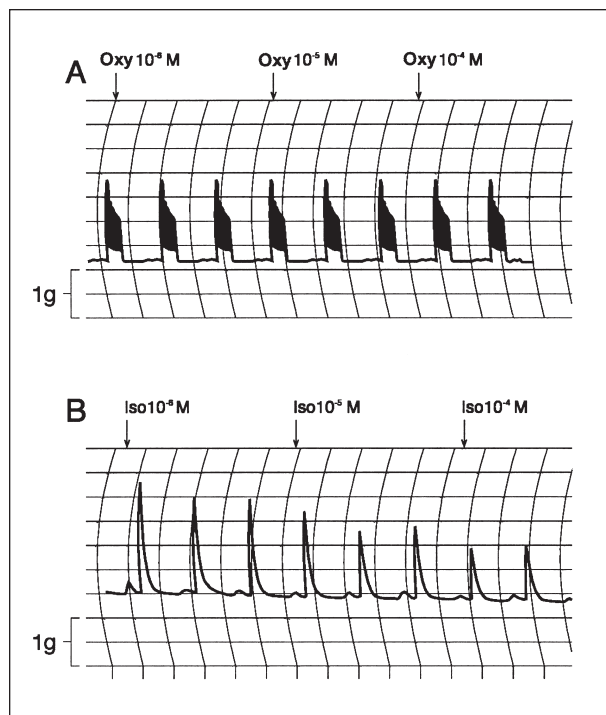 A
Oxy 10⁻⁶ M Oxy 10⁻⁵ M Oxy 10⁻⁴ M
1g
B
Iso 10⁻⁶ M Iso 10⁻⁵ M Iso 10⁻⁴ M
1g